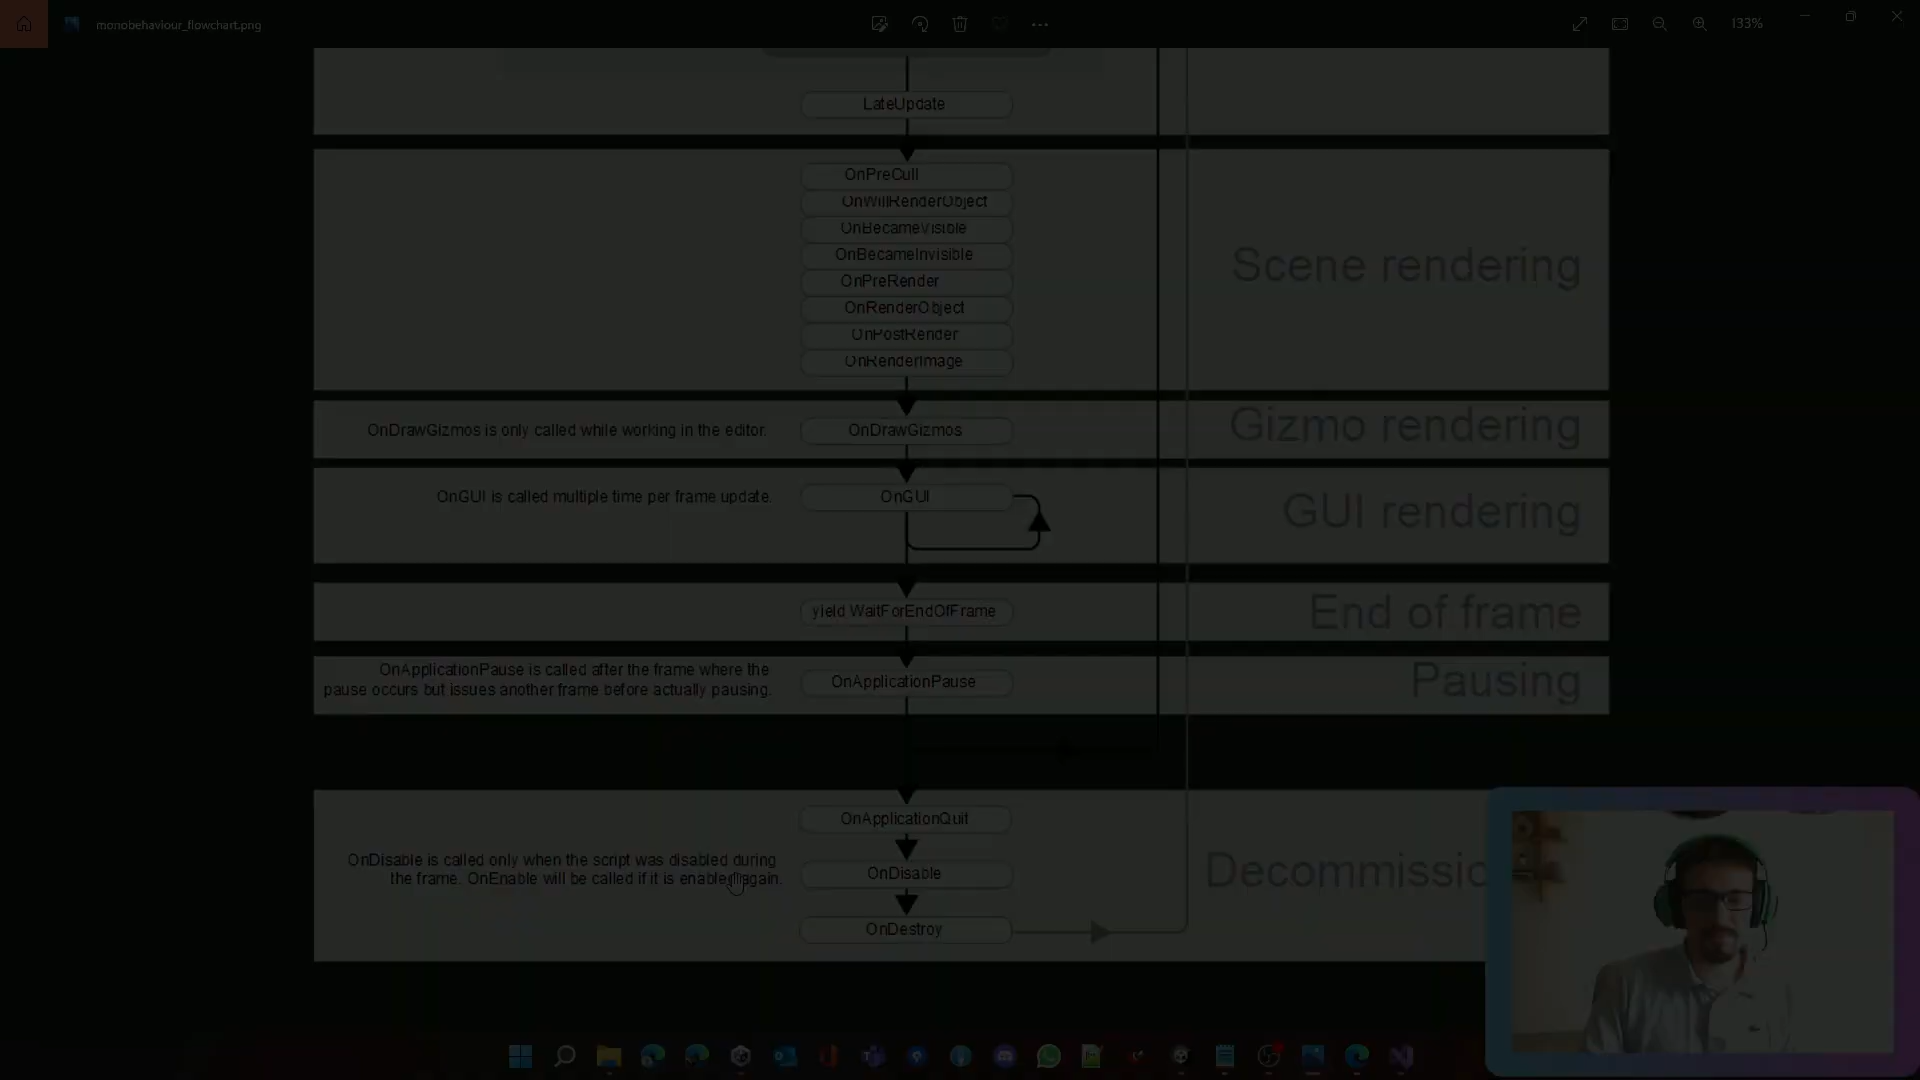 monobehaviour_flowchart.png
133%
LateUpdate
OnPreCull
OnWillRenderObject
OnBecameVisible
OnBecameInvisible
OnPreRender
OnRenderObject
OnPostRender
OnRenderImage
Scene rendering
OnDrawGizmos is only called while working in the editor.
OnDrawGizmos
Gizmo rendering
OnGUI is called multiple time per frame update.
OnGUI
GUI rendering
yield WaitForEndOfFrame
End of frame
OnApplicationPause is called after the frame where the
pause occurs but issues another frame before actually pausing.
OnApplicationPause
Pausing
OnApplicationQuit
OnDisable is called only when the script was disabled during
the frame. OnEnable will be called if it is enabled again.
OnDisable
Decommissio
OnDestroy